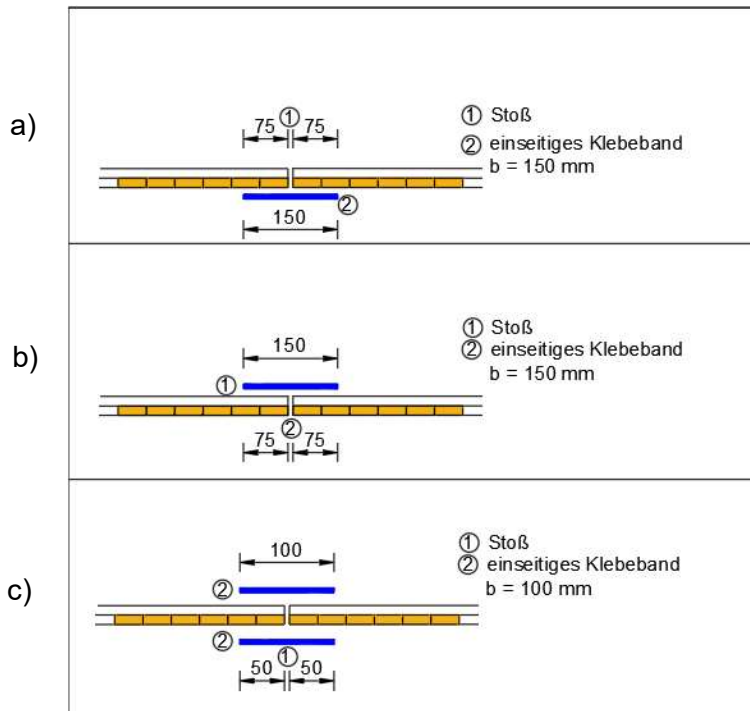 a)
①
75 75
② 
150
① Stoß
② einseitiges Klebeband
b = 150 mm
b)
150
①
②
75 75
① Stoß
② einseitiges Klebeband
b = 150 mm
c)
100
②
②
①
50 50
① Stoß
② einseitiges Klebeband
b = 100 mm